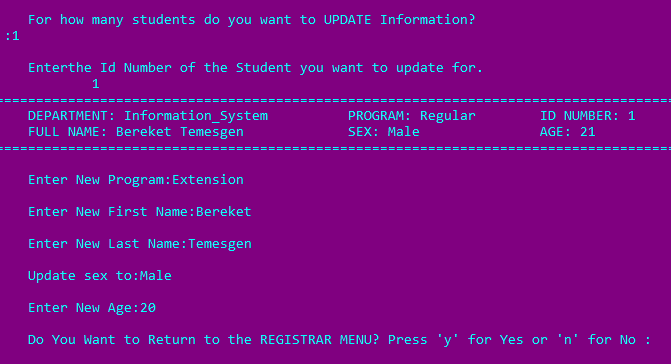 For how many students do you want to UPDATE Information?
:1
Enterthe Id Number of the Student you want to update for.
1
DEPARTMENT: Information_System PROGRAM: Regular ID NUMBER: 1
FULL NAME: Bereket Temesgen SEX: Male AGE: 21
Enter New Program:Extension
Enter New First Name:Bereket
Enter New Last Name:Temesgen
Update sex to:Male
Enter New Age:20
Do You Want to Return to the REGISTRAR MENU? Press 'y' for Yes or 'n' for No :